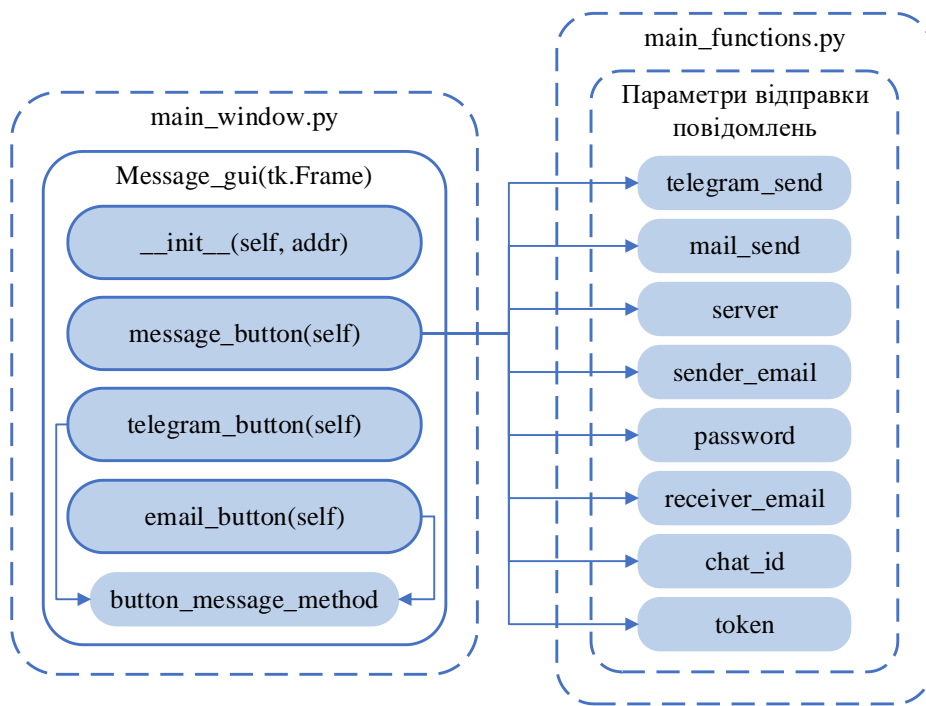 main_window.py
Message_gui(tk.Frame)
__init__(self, addr)
message_button(self)
telegram_button(self)
email_button(self)
button_message_method
main_functions.py
Параметри відправки
повідомлень
telegram_send
mail_send
server
sender_email
password
receiver_email
chat_id
token